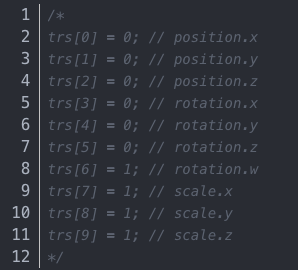 1 /*
2 trs[0] = 0; // position.x
3 trs[1] = 0; // position.y
4 trs[2] = 0; // position.z
5 trs[3] = 0; // rotation.x
6 trs[4] = 0; // rotation.y
7 trs[5] = 0; // rotation.z
8 trs[6] = 1; // rotation.w
9 trs[7] = 1; // scale.x
10 trs[8] = 1; // scale.y
11 trs[9] = 1; // scale.z
12 */